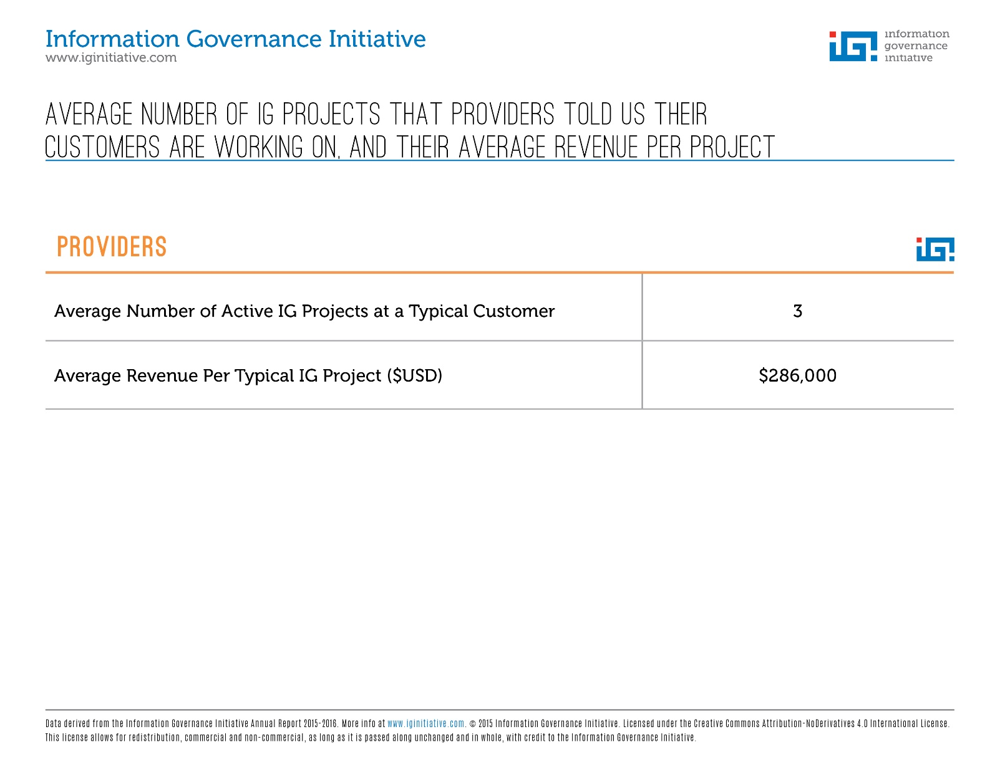 Information Governance Initiative
www.iginitiative.com
iG!
information
governance
initiative
AVERAGE NUMBER OF IG PROJECTS THAT PROVIDERS TOLD US THEIR
CUSTOMERS ARE WORKING ON, AND THEIR AVERAGE REVENUE PER PROJECT
PROVIDERS
iG!
Average Number of Active IG Projects at a Typical Customer 3
Average Revenue Per Typical IG Project ($USD) $286,000
Data derived from the Information Governance Initiative Annual Report 2015-2016. More info at www.iginitiative.com. © 2015 Information Governance Initiative. Licensed under the Creative Commons Attribution-NoDerivatives 4.0 International License.
This license allows for redistribution, commercial and non-commercial, as long as it is passed along unchanged and in whole, with credit to the Information Governance Initiative.